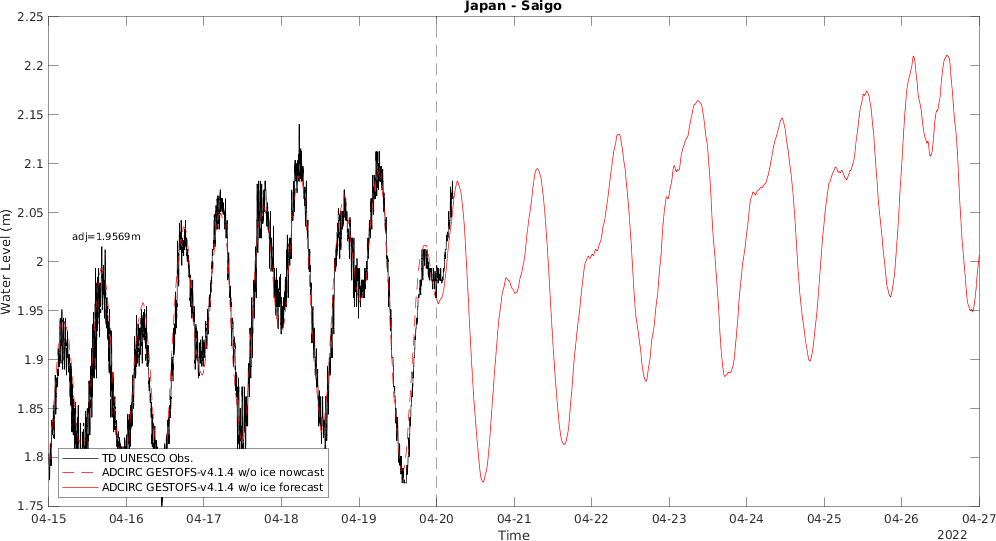 Japan - Saigo
2.25
2.2
2.15
2.1
2.05
2
1.95
1.9
1.85
1.8
1.75
Water Level (m)
adj=1.9569m
TD UNESCO Obs.
ADCIRC GESTOFS-v4.1.4 w/o ice nowcast
ADCIRC GESTOFS-v4.1.4 w/o ice forecast
04-15 04-16 04-17 04-18 04-19 04-20 04-21 04-22 04-23 04-24 04-25 04-26 04-27
Time
2022